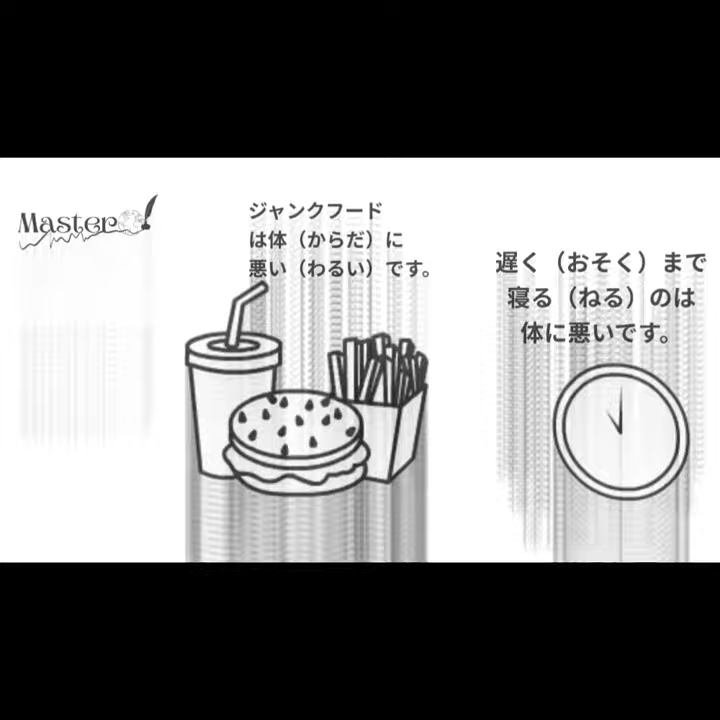 Master
ジャンクフード
は体（からだ）に
悪い（わるい）です。
遅く（おそく）まで
寝る（ねる）のは
体に悪いです。